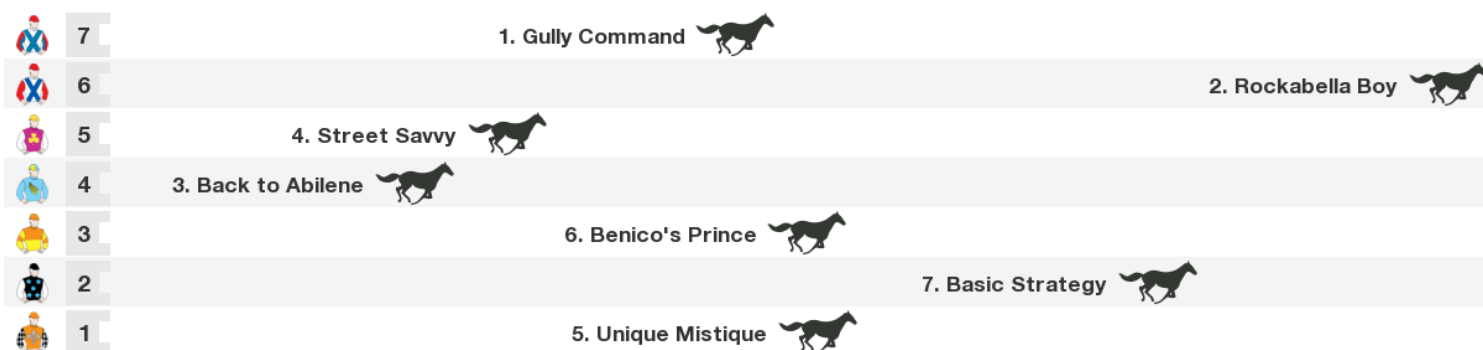 7 1. Gully Command
6 2. Rockabella Boy
5 4. Street Savvy
4 3. Back to Abilene
3 6. Benico's Prince
2 7. Basic Strategy
1 5. Unique Mistique